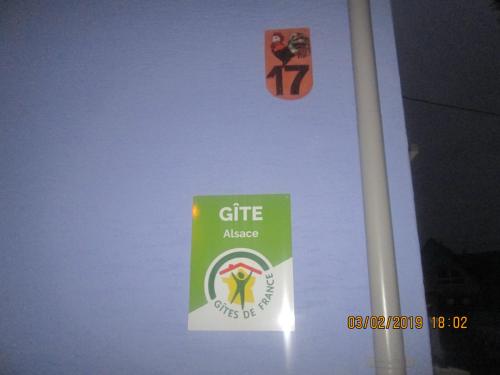 17
GÎTE
Alsace
GÎTES DE FRANCE
03/02/2019 18:02